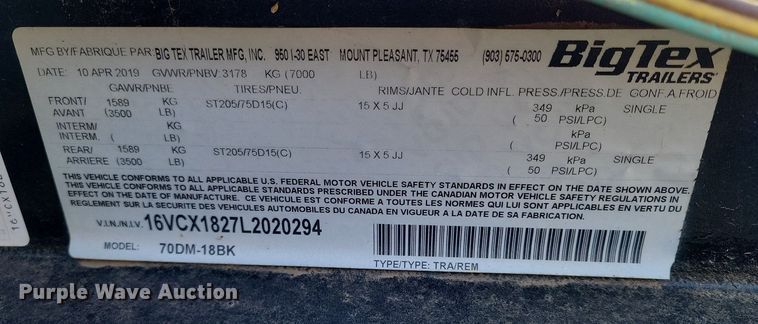 MFG BY/FABRIQUE PAR: BIG TEX TRAILER MFG, INC. 950 I-30 EAST MOUNT PLEASANT, TX 75455 (903) 575-0300
BigTex
TRAILERS
DATE: 10 APR 2019 GVWR/PNBV: 3178 KG (7000 LB)
GAWR/PNBE TIRES/PNEU. RIMS/JANTE COLD INFL. PRESS/PRESS.DE GONF.A FROID
FRONT/ 1589 KG ST205/75D15(C) 15 X 5 JJ 349 kPa SINGLE
AVANT (3500 LB) ( 50 PSI/LPC)
INTERM/ KG kPa
INTERM. ( LB) ( PSI/LPC)
REAR/ 1589 KG ST205/75D15(C) 15 X 5 JJ 349 kPa SINGLE
ARRIERE (3500 LB) ( 50 PSI/LPC)
THIS VEHICLE CONFORMS TO ALL APPLICABLE U.S. FEDERAL MOTOR VEHICLE SAFETY STANDARDS IN EFFECT ON THE DATE OF MANUFACTURE SHOWN ABOVE.
THIS VEHICLE CONFORMS TO ALL APPLICABLE STANDARDS PRESCRIBED UNDER THE CANADIAN MOTOR VEHICLE SAFETY REGULATIONS IN
EFFECT ON THE DATE OF MANUFACTURE. CE VEHICULE EST CONFORME A TOUTES LES NORMES QUI LUI SONT APPLICABLES EN VERTU DU
REGLEMENT SUR LA SECURITE DES VEHICULES AUTOMOBILES DU CANADA EN VIGUEUR A LA DATE DE SA FABRICATION.
V.I.N./N.I.V. 16VCX1827L2020294
MODEL: 70DM-18BK
TYPE/TYPE: TRA/REM
Purple Wave Auction